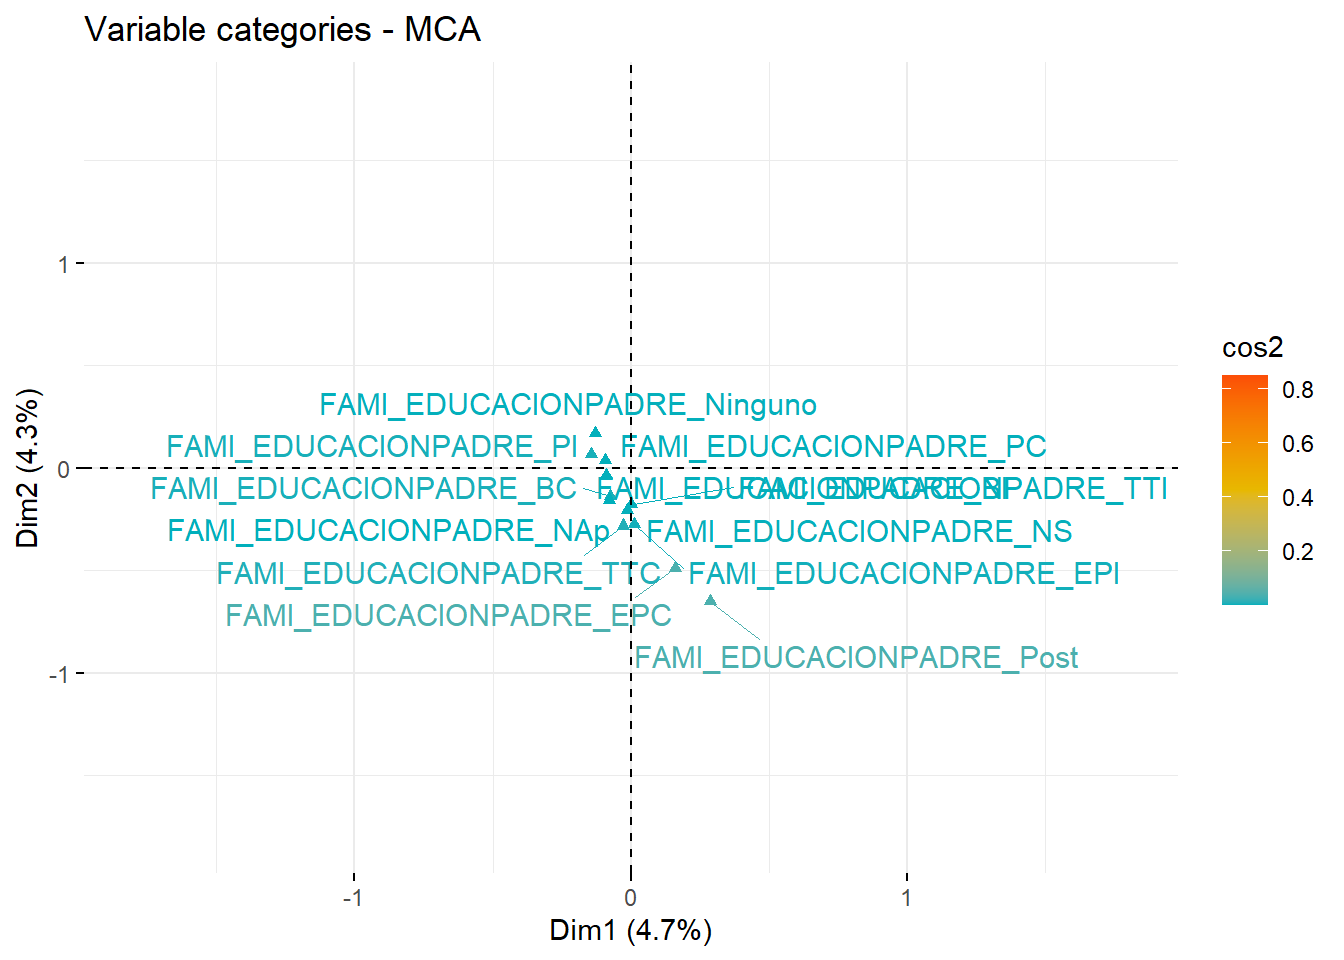 Variable categories - MCA
FAMI_EDUCACIONPADRE_Ninguno
FAMI_EDUCACIONPADRE_PI
FAMI_EDUCACIONPADRE_PC
FAMI_EDUCACIONPADRE_BC
FAMI_EDUCACIONPADRE_BI
FAMI_EDUCACIONPADRE_TTI
FAMI_EDUCACIONPADRE_NAp
FAMI_EDUCACIONPADRE_NS
FAMI_EDUCACIONPADRE_TTC
FAMI_EDUCACIONPADRE_EPI
FAMI_EDUCACIONPADRE_EPC
FAMI_EDUCACIONPADRE_Post
1
0
-1
Dim2 (4.3%)
-1 0 1
Dim1 (4.7%)
cos2
0.8
0.6
0.4
0.2